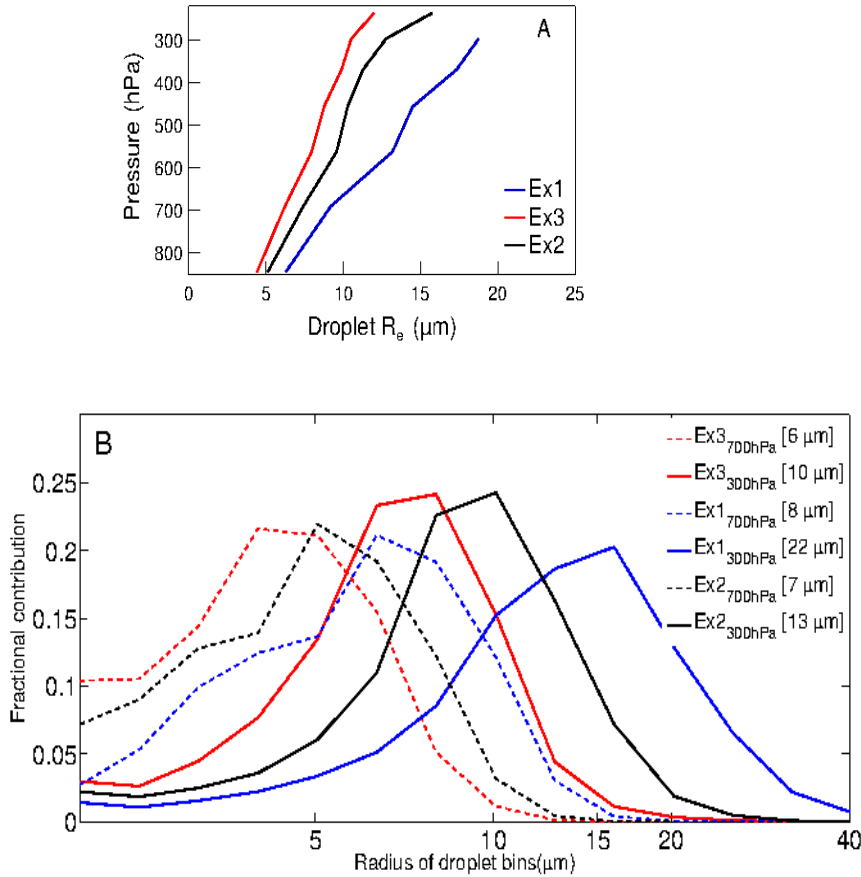 A
300
400
500
600
700
800
Pressure (hPa)
Ex1
Ex3
Ex2
0 5 10 15 20 25
Droplet Re (μm)
B
Ex3700hPa [6 μm]
Ex3300hPa [10 μm]
Ex1700hPa [8 μm]
Ex1300hPa [22 μm]
Ex2700hPa [7 μm]
Ex2300hPa [13 μm]
0.25
0.2
0.15
0.1
0.05
0
Fractional contribution
5 10 15 20 40
Radius of droplet bins(μm)